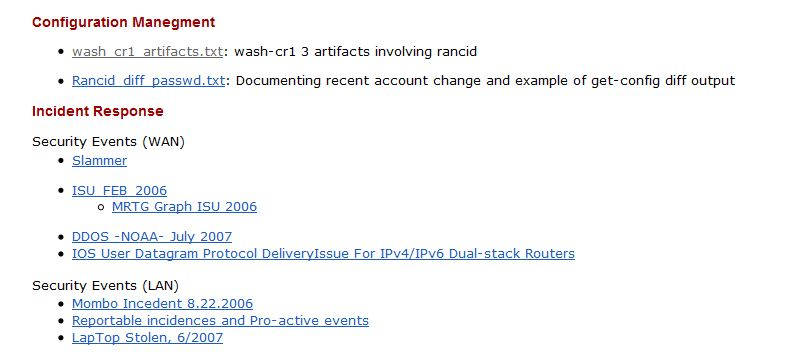 Configuration Manegment
wash_cr1_artifacts.txt: wash-cr1 3 artifacts involving rancid
Rancid_diff_passwd.txt: Documenting recent account change and example of get-config diff output
Incident Response
Security Events (WAN)
Slammer
ISU_FEB_2006
MRTG Graph ISU 2006
DDOS -NOAA- July 2007
IOS User Datagram Protocol DeliveryIssue For IPv4/IPv6 Dual-stack Routers
Security Events (LAN)
Mombo Incedent 8.22.2006
Reportable incidences and Pro-active events
LapTop Stolen, 6/2007